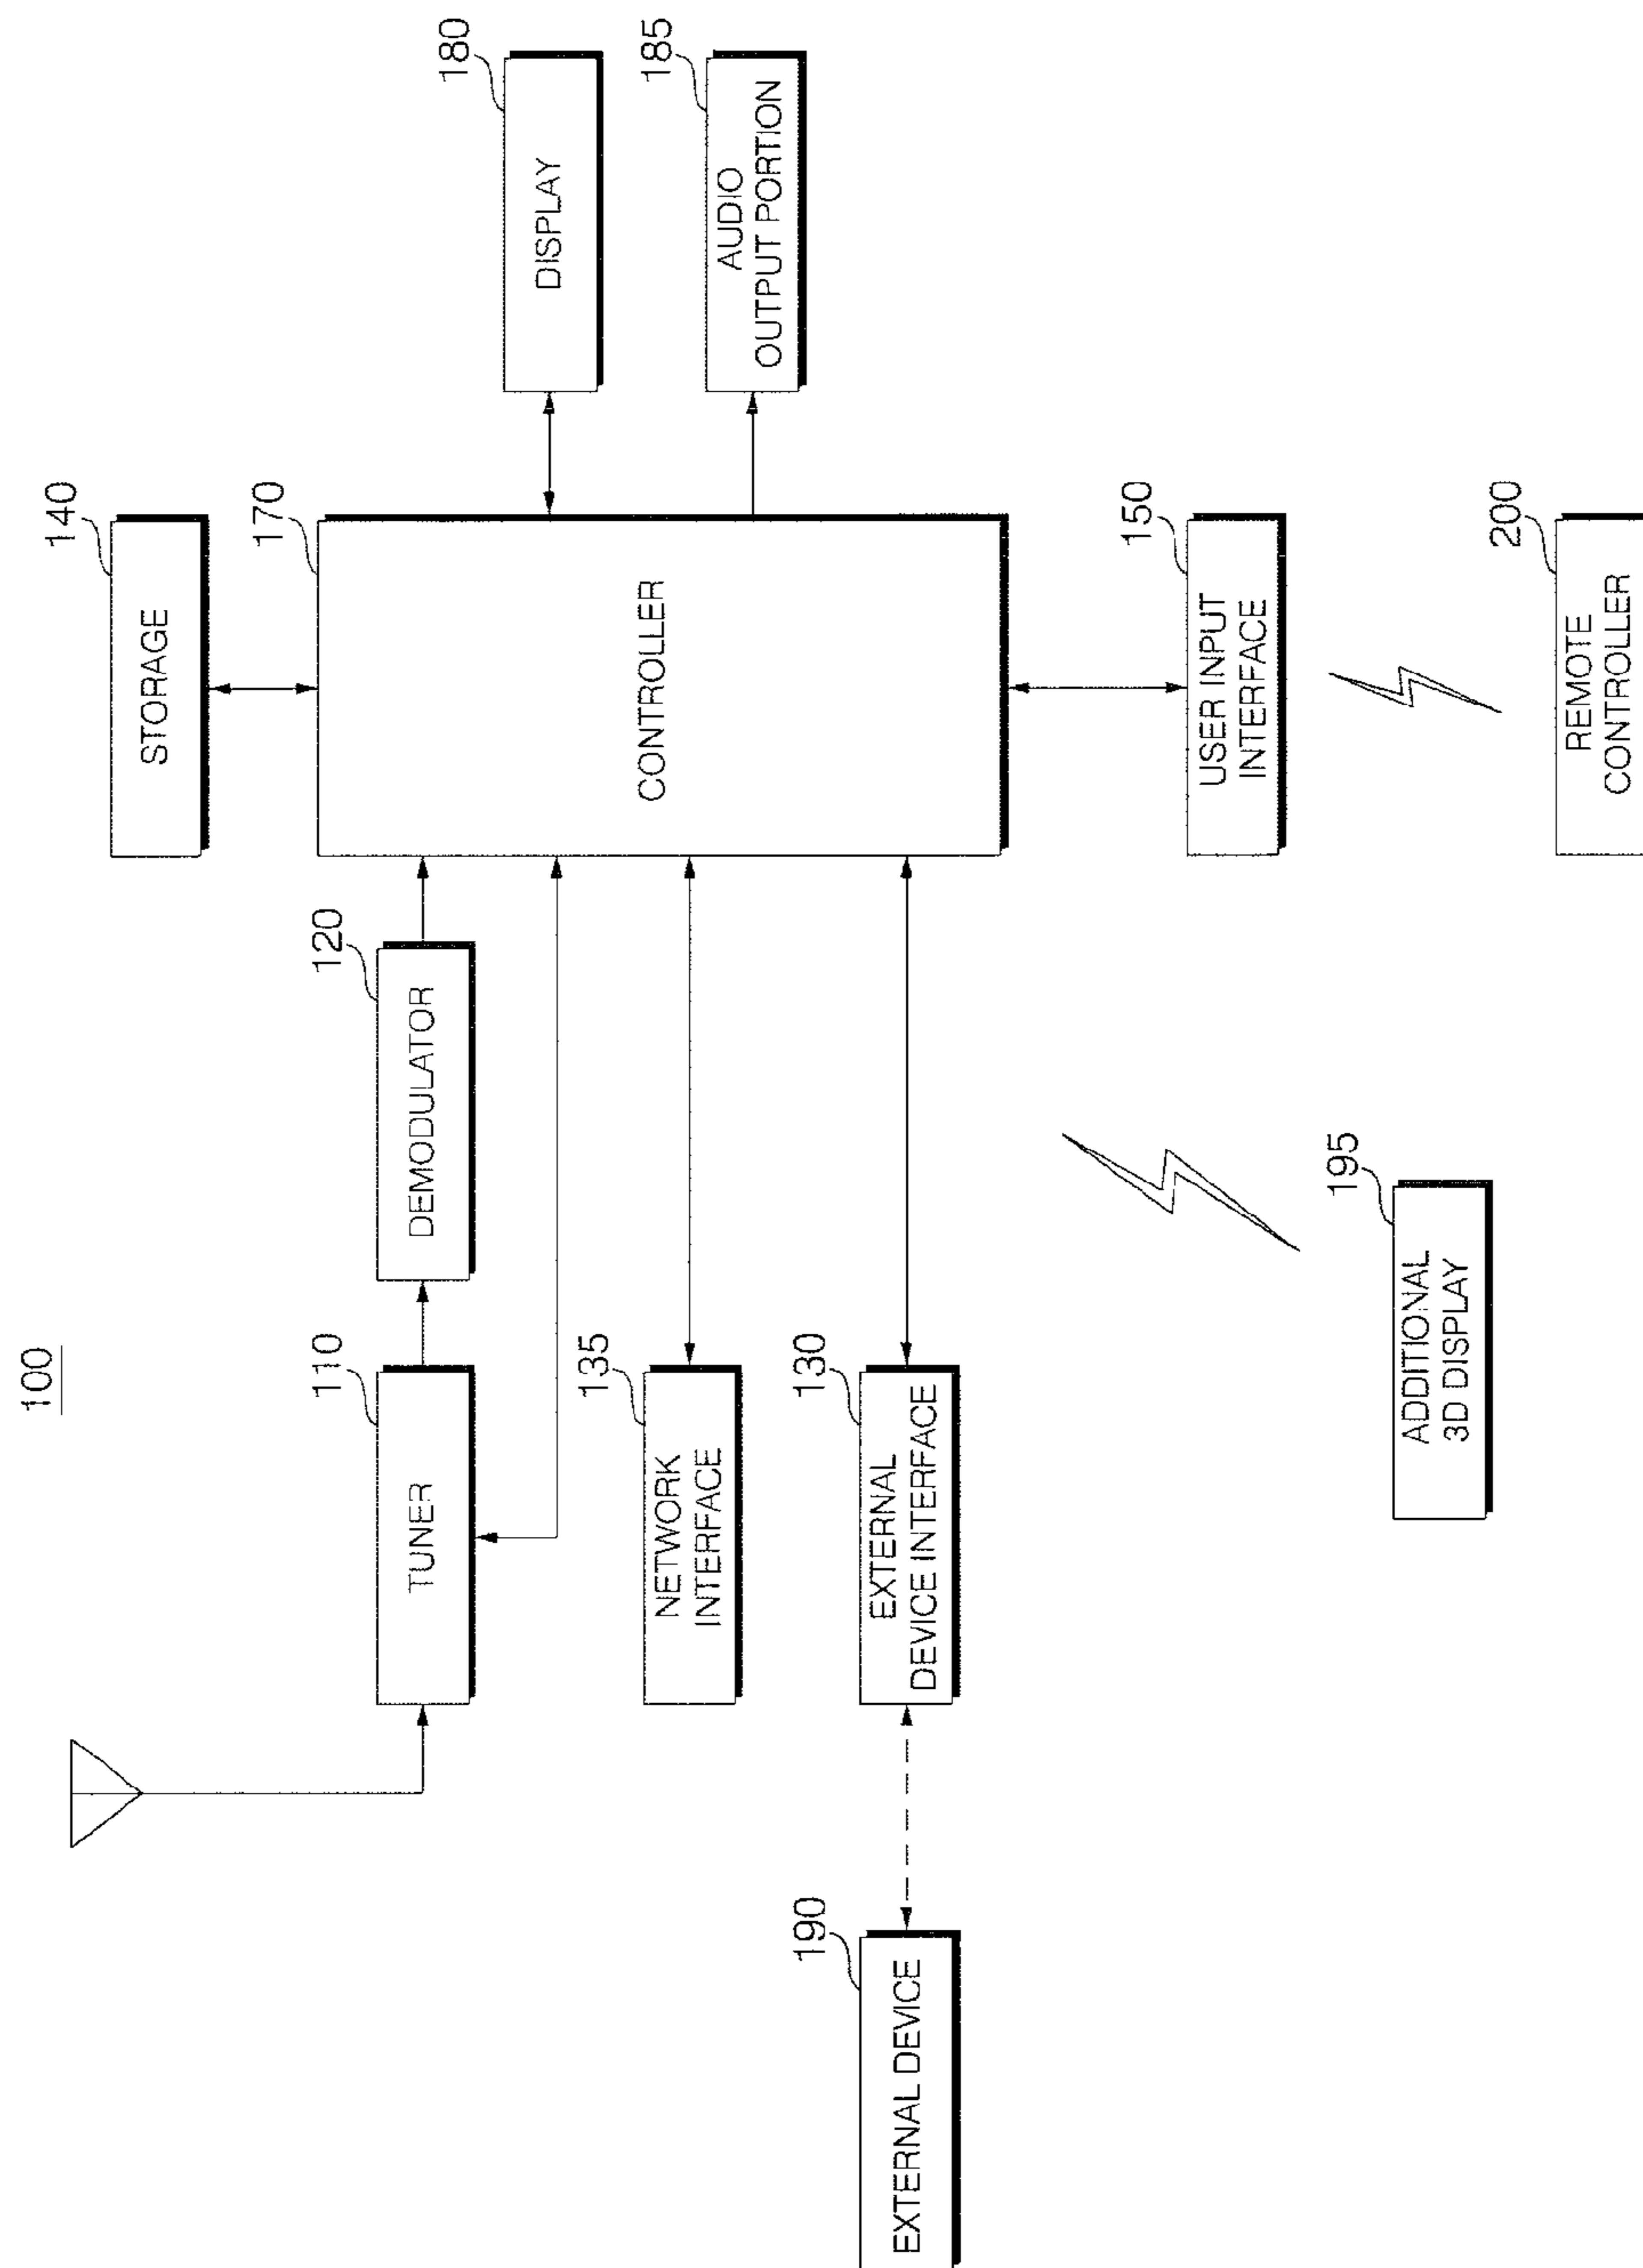 100
140
STORAGE
110
120
170
180
TUNER
DEMODULATOR
DISPLAY
135
NETWORK
INTERFACE
CONTROLLER
185
AUDIO
OUTPUT PORTION
190
130
EXTERNAL DEVICE
EXTERNAL
DEVICE INTERFACE
150
USER INPUT
INTERFACE
195
ADDITIONAL
3D DISPLAY
200
REMOTE
CONTROLLER